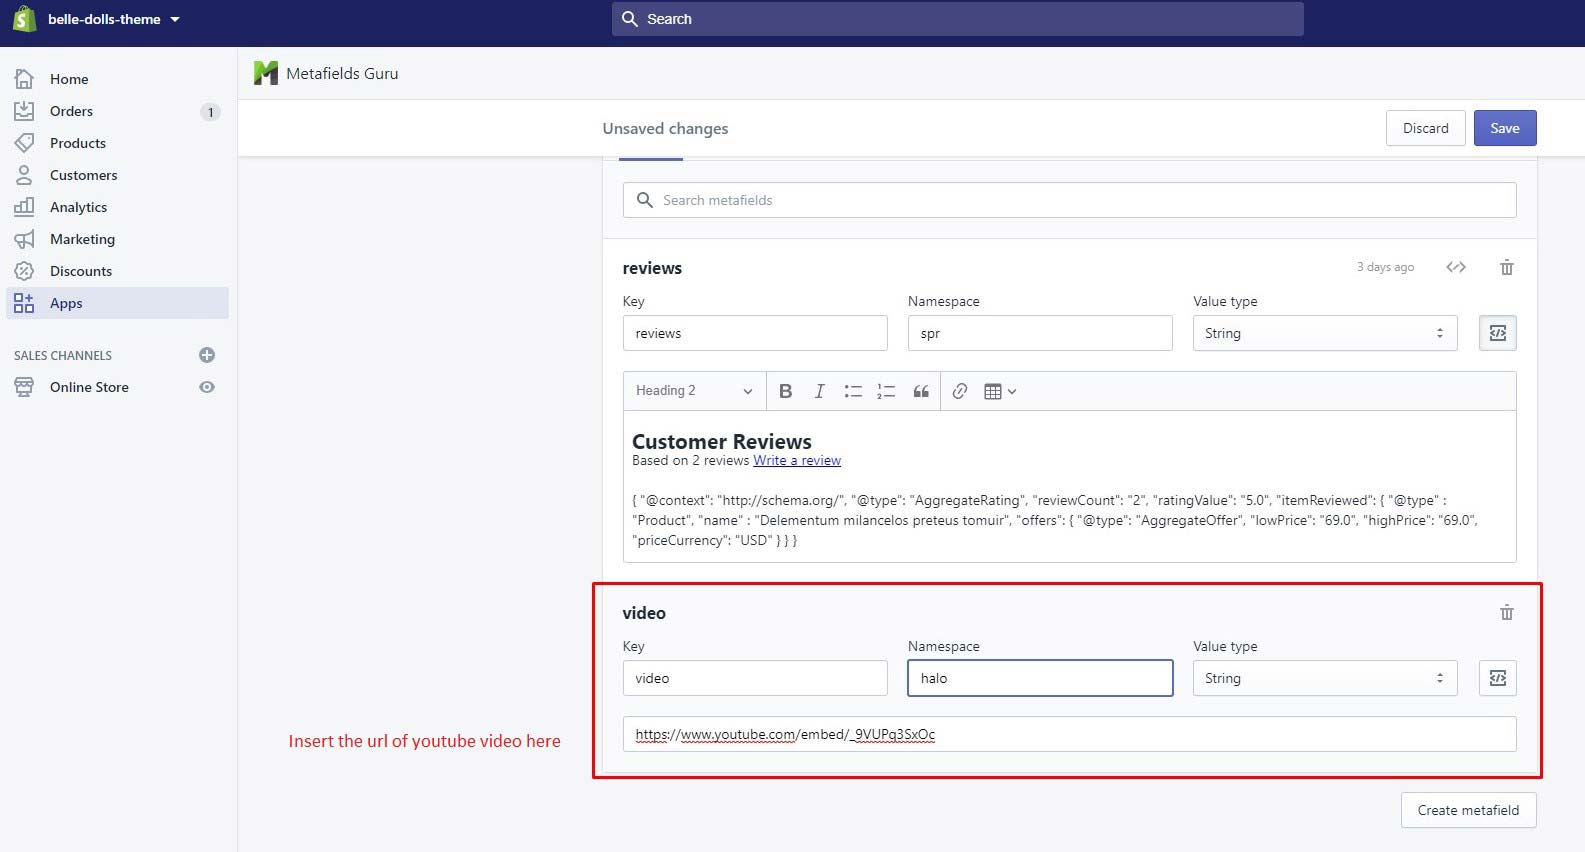 belle-dolls-theme
Search
Home
Orders 1
Products
Customers
Analytics
Marketing
Discounts
Apps
SALES CHANNELS
Online Store
Metafields Guru
Unsaved changes
Discard
Save
Search metafields
reviews
3 days ago
Key
Namespace
Value type
reviews
spr
String
Heading 2
Customer Reviews
Based on 2 reviews Write a review
{ "@context": "http://schema.org/", "@type": "AggregateRating", "reviewCount": "2", "ratingValue": "5.0", "itemReviewed": { "@type" :
"Product", "name" : "Delementum milancelos preteus tomuir", "offers": { "@type": "AggregateOffer", "lowPrice": "69.0", "highPrice": "69.0",
"priceCurrency": "USD" } } }
video
Key
Namespace
Value type
video
halo
String
Insert the url of youtube video here
https://www.youtube.com/embed/_9VUPq3SxOc
Create metafield